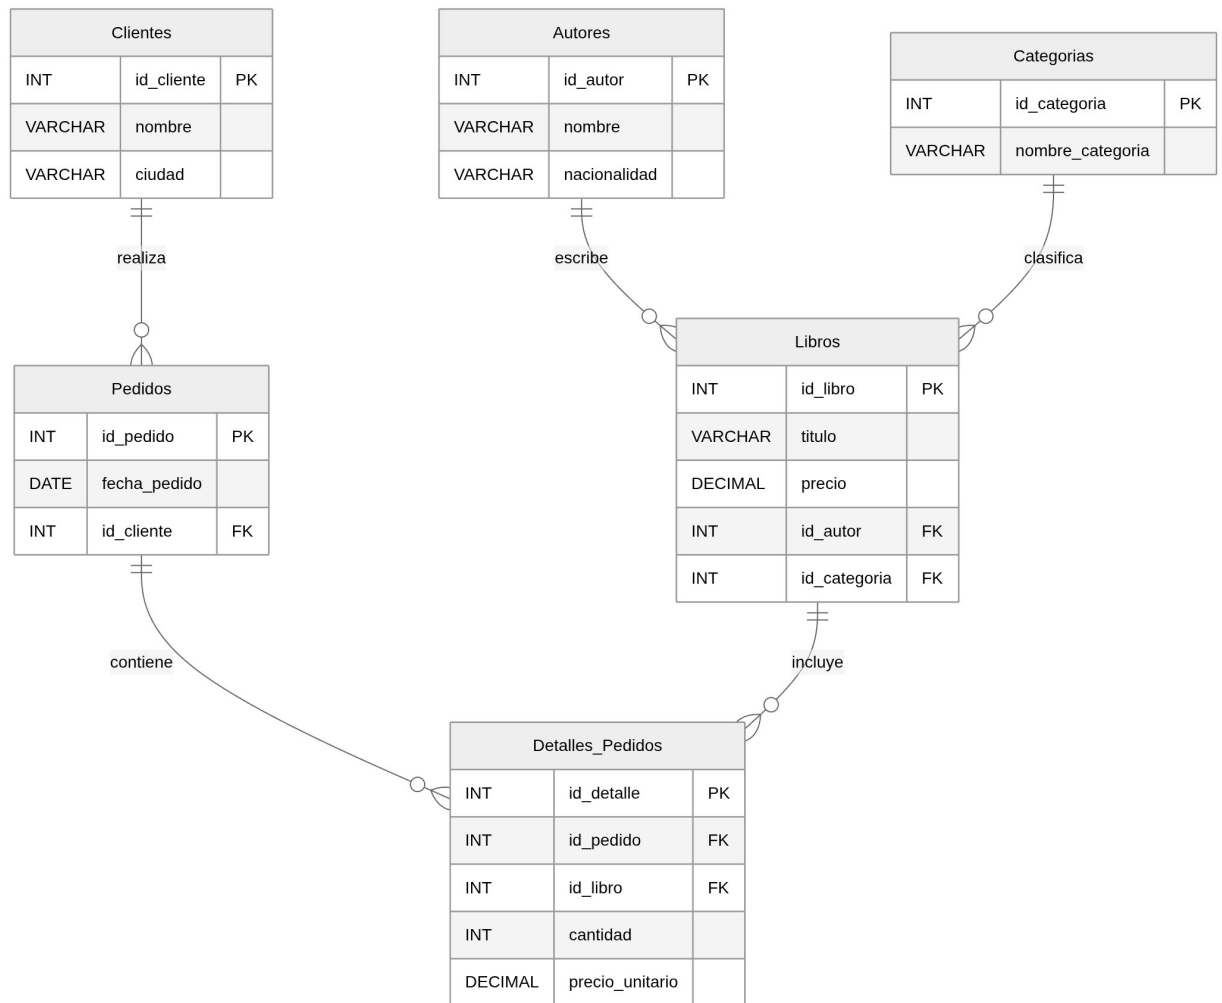 Clientes
INT id_cliente PK
VARCHAR nombre
VARCHAR ciudad
Autores
INT id_autor PK
VARCHAR nombre
VARCHAR nacionalidad
Categorias
INT id_categoria PK
VARCHAR nombre_categoria
realiza
escribe
clasifica
Pedidos
INT id_pedido PK
DATE fecha_pedido
INT id_cliente FK
Libros
INT id_libro PK
VARCHAR titulo
DECIMAL precio
INT id_autor FK
INT id_categoria FK
contiene
incluye
Detalles_Pedidos
INT id_detalle PK
INT id_pedido FK
INT id_libro FK
INT cantidad
DECIMAL precio_unitario